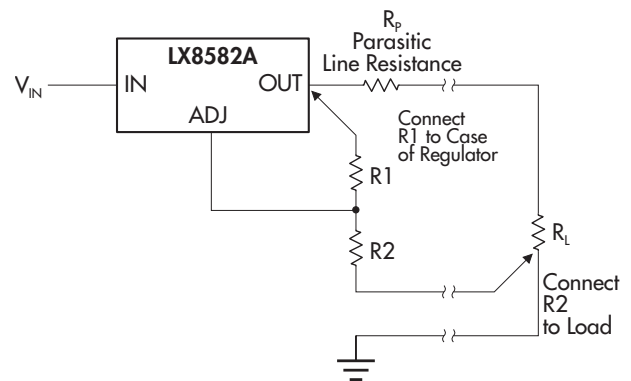 R_P
Parasitic
Line Resistance
LX8582A
V_IN
IN
OUT
ADJ
Connect
R1 to Case
of Regulator
R1
R2
R_L
Connect
R2
to Load